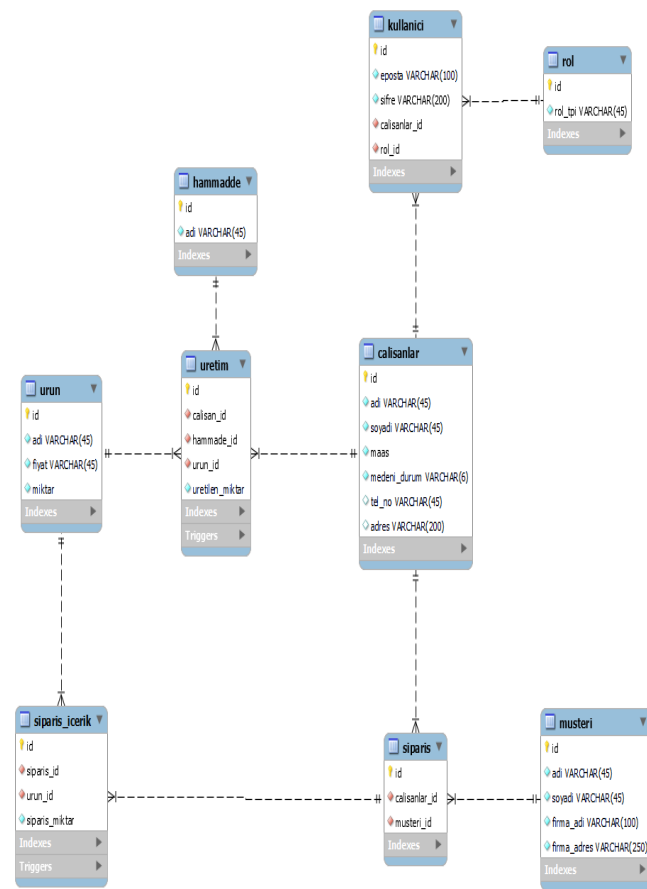 kullanici
id
eposta VARCHAR(100)
sifre VARCHAR(200)
calisanlar_id
rol_id
Indexes
rol
id
rol_tpi VARCHAR(45)
Indexes
hammadde
id
adi VARCHAR(45)
Indexes
uretim
id
calisan_id
hammade_id
urun_id
uretilen_miktar
Indexes
Triggers
calisanlar
id
adi VARCHAR(45)
soyadi VARCHAR(45)
maas
medeni_durum VARCHAR(6)
tel_no VARCHAR(45)
adres VARCHAR(200)
Indexes
urun
id
adi VARCHAR(45)
fiyat VARCHAR(45)
miktar
Indexes
siparis_icerik
id
siparis_id
urun_id
siparis_miktar
Indexes
Triggers
siparis
id
calisanlar_id
musteri_id
Indexes
musteri
id
adi VARCHAR(45)
soyadi VARCHAR(45)
firma_adi VARCHAR(100)
firma_adres VARCHAR(250)
Indexes